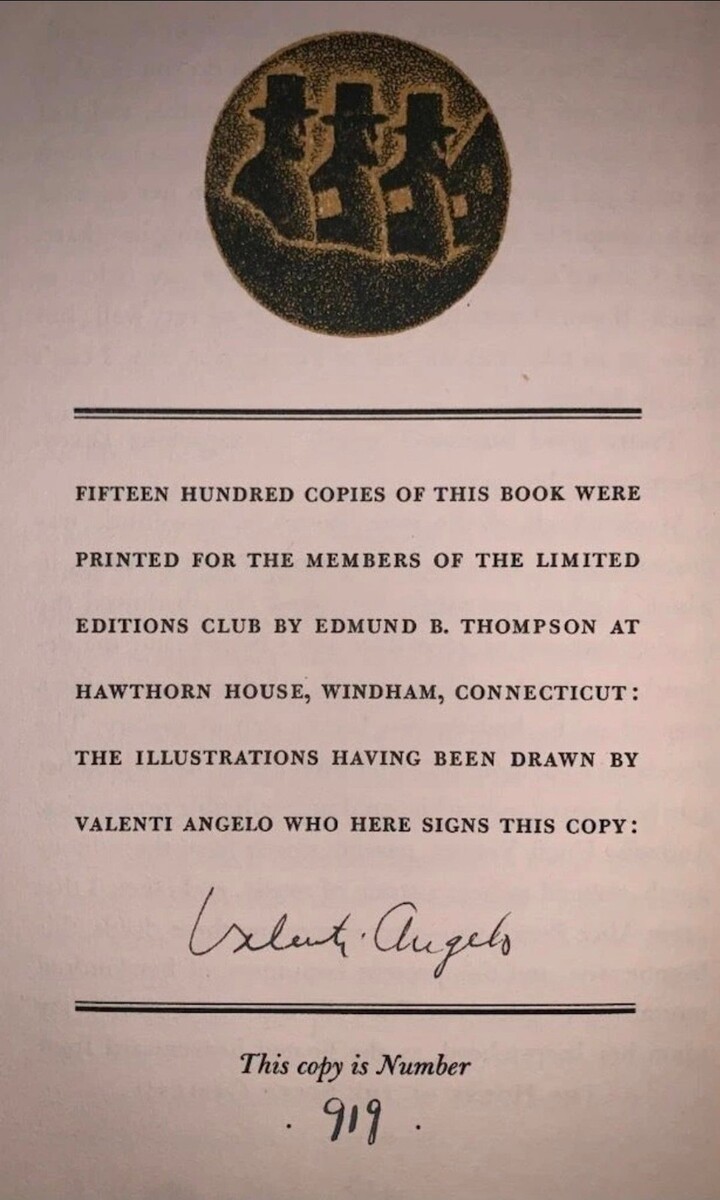 FIFTEEN HUNDRED COPIES OF THIS BOOK WERE
PRINTED FOR THE MEMBERS OF THE LIMITED
EDITIONS CLUB BY EDMUND B. THOMPSON AT
HAWTHORN HOUSE, WINDHAM, CONNECTICUT:
THE ILLUSTRATIONS HAVING BEEN DRAWN BY
VALENTI ANGELO WHO HERE SIGNS THIS COPY:
Valenti Angelo
This copy is Number
. 919 .